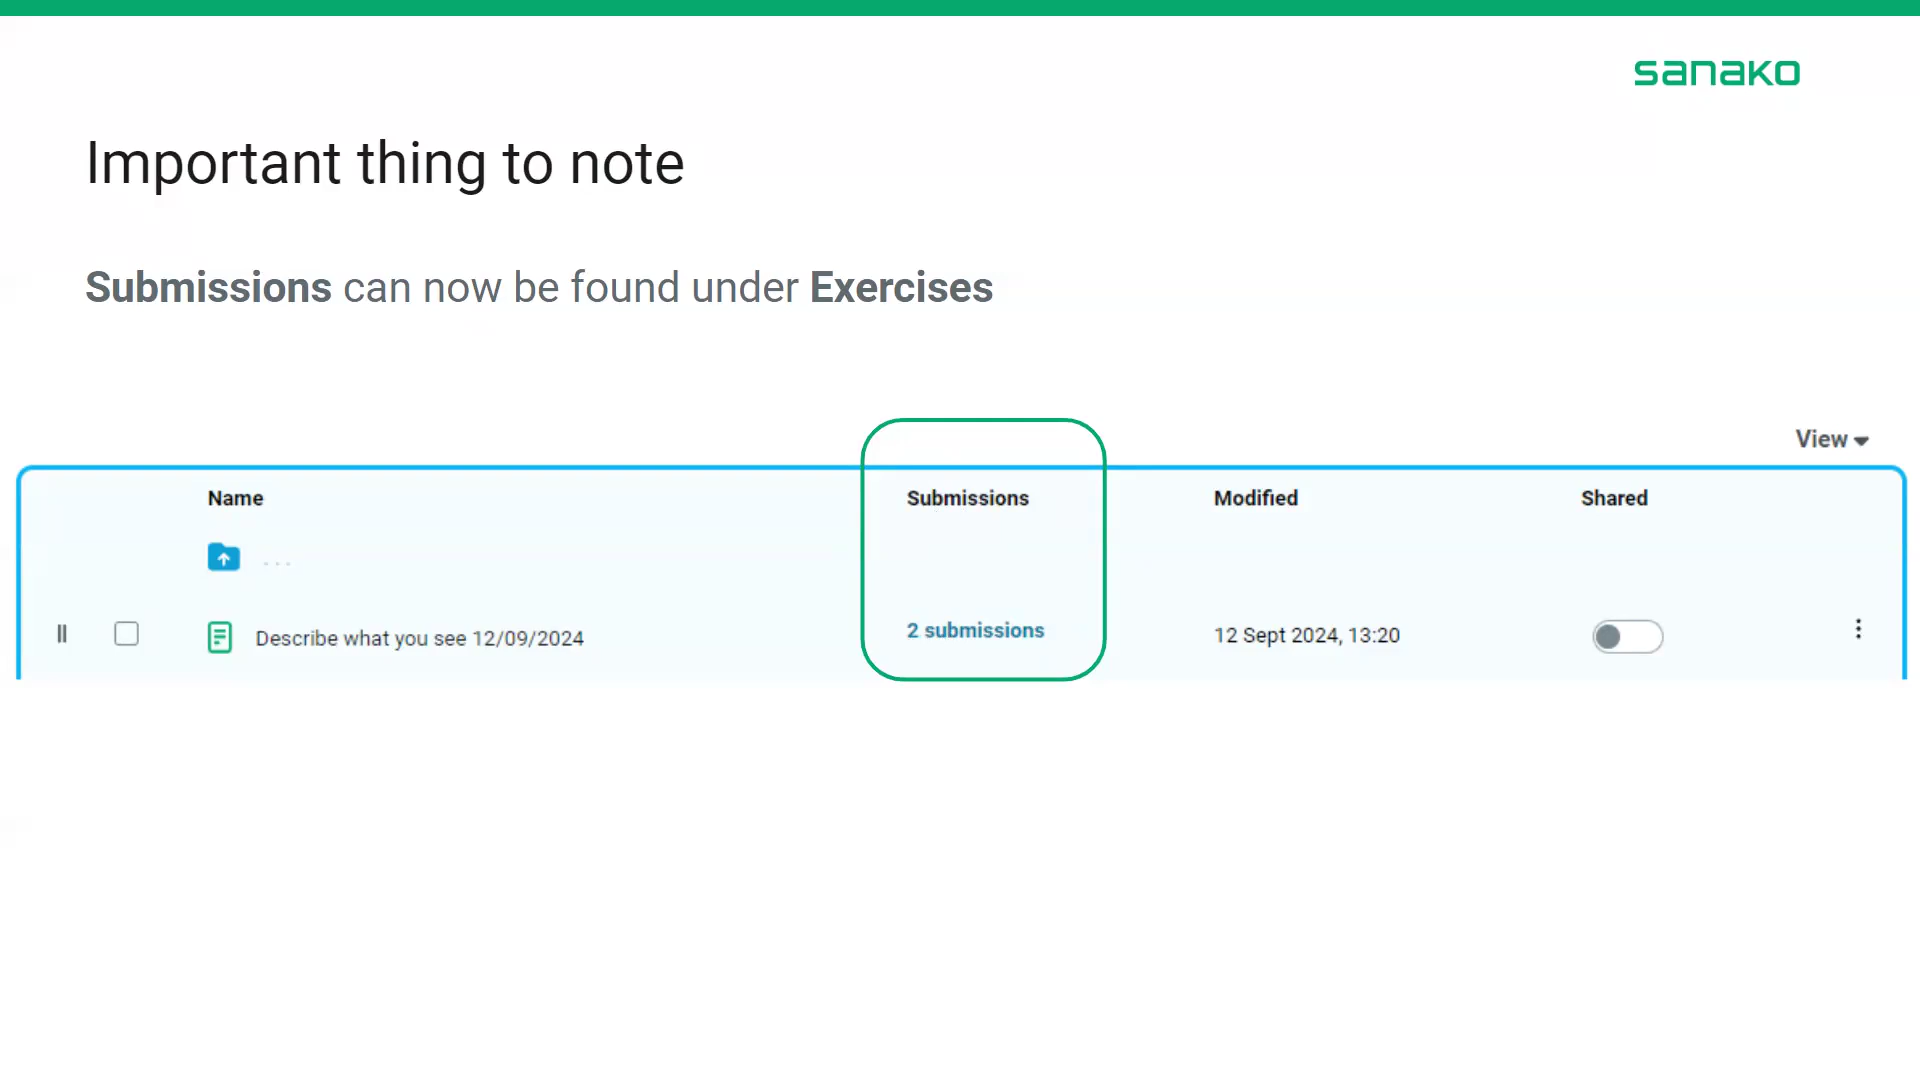 sanako
Important thing to note
Submissions can now be found under Exercises
View
Name Submissions Modified Shared
...
Describe what you see 12/09/2024 2 submissions 12 Sept 2024, 13:20